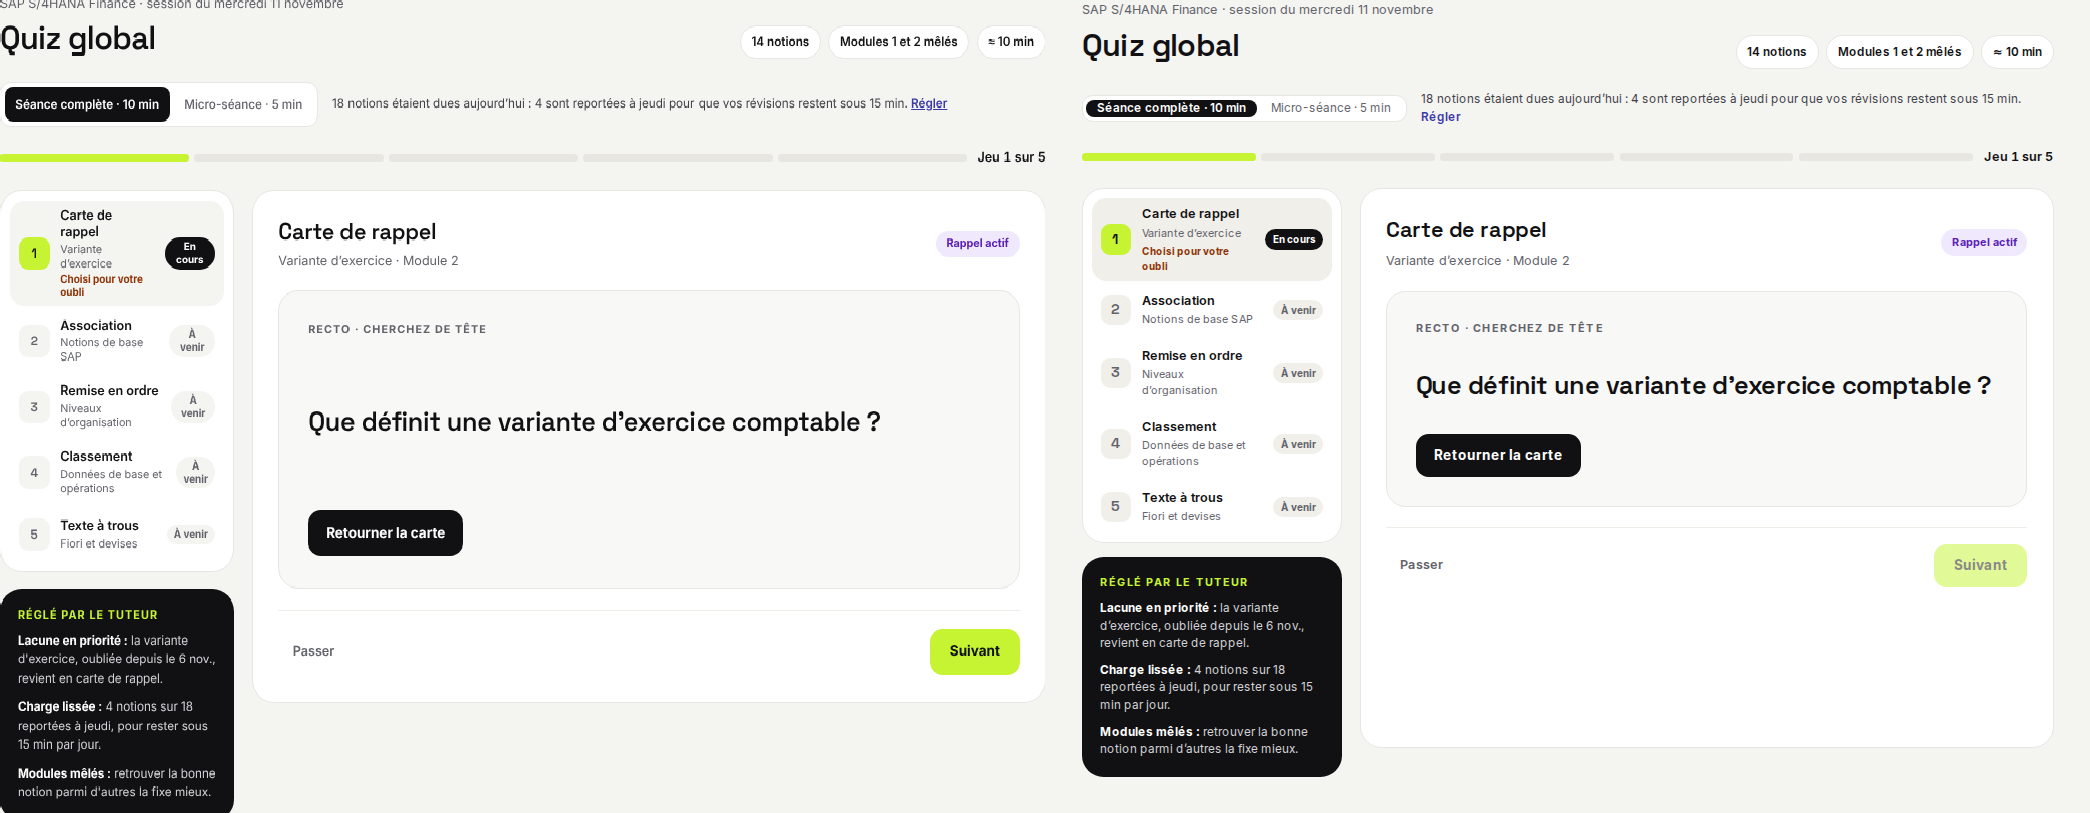 SAP S/4HANA Finance · session du mercredi 11 novembre
Quiz global
14 notions
Modules 1 et 2 mêlés
≈ 10 min
Séance complète · 10 min
Micro-séance · 5 min
18 notions étaient dues aujourd'hui : 4 sont reportées à jeudi pour que vos révisions restent sous 15 min. Régler
Jeu 1 sur 5
1
Carte de
rappel
Variante
d'exercice
Choisi pour votre
oubli
En
cours
2
Association
Notions de base
SAP
À
venir
3
Remise en ordre
Niveaux
d'organisation
À
venir
4
Classement
Données de base et
opérations
À
venir
5
Texte à trous
Fiori et devises
À venir
RÉGLÉ PAR LE TUTEUR
Lacune en priorité : la variante
d'exercice, oubliée depuis le 6 nov.,
revient en carte de rappel.
Charge lissée : 4 notions sur 18
reportées à jeudi, pour rester sous
15 min par jour.
Modules mêlés : retrouver la bonne
notion parmi d'autres la fixe mieux.
Carte de rappel
Variante d'exercice · Module 2
Rappel actif
RECTO · CHERCHEZ DE TÊTE
Que définit une variante d'exercice comptable ?
Retourner la carte
Passer
Suivant
SAP S/4HANA Finance · session du mercredi 11 novembre
Quiz global
14 notions
Modules 1 et 2 mêlés
≈ 10 min
Séance complète · 10 min
Micro-séance · 5 min
18 notions étaient dues aujourd'hui : 4 sont reportées à jeudi pour que vos révisions restent sous 15 min.
Régler
Jeu 1 sur 5
1
Carte de rappel
Variante d'exercice
Choisi pour votre
oubli
En cours
2
Association
Notions de base SAP
À venir
3
Remise en ordre
Niveaux
d'organisation
À venir
4
Classement
Données de base et
opérations
À venir
5
Texte à trous
Fiori et devises
À venir
RÉGLÉ PAR LE TUTEUR
Lacune en priorité : la variante
d'exercice, oubliée depuis le 6 nov.,
revient en carte de rappel.
Charge lissée : 4 notions sur 18
reportées à jeudi, pour rester sous 15
min par jour.
Modules mêlés : retrouver la bonne
notion parmi d'autres la fixe mieux.
Carte de rappel
Variante d'exercice · Module 2
Rappel actif
RECTO · CHERCHEZ DE TÊTE
Que définit une variante d'exercice comptable ?
Retourner la carte
Passer
Suivant